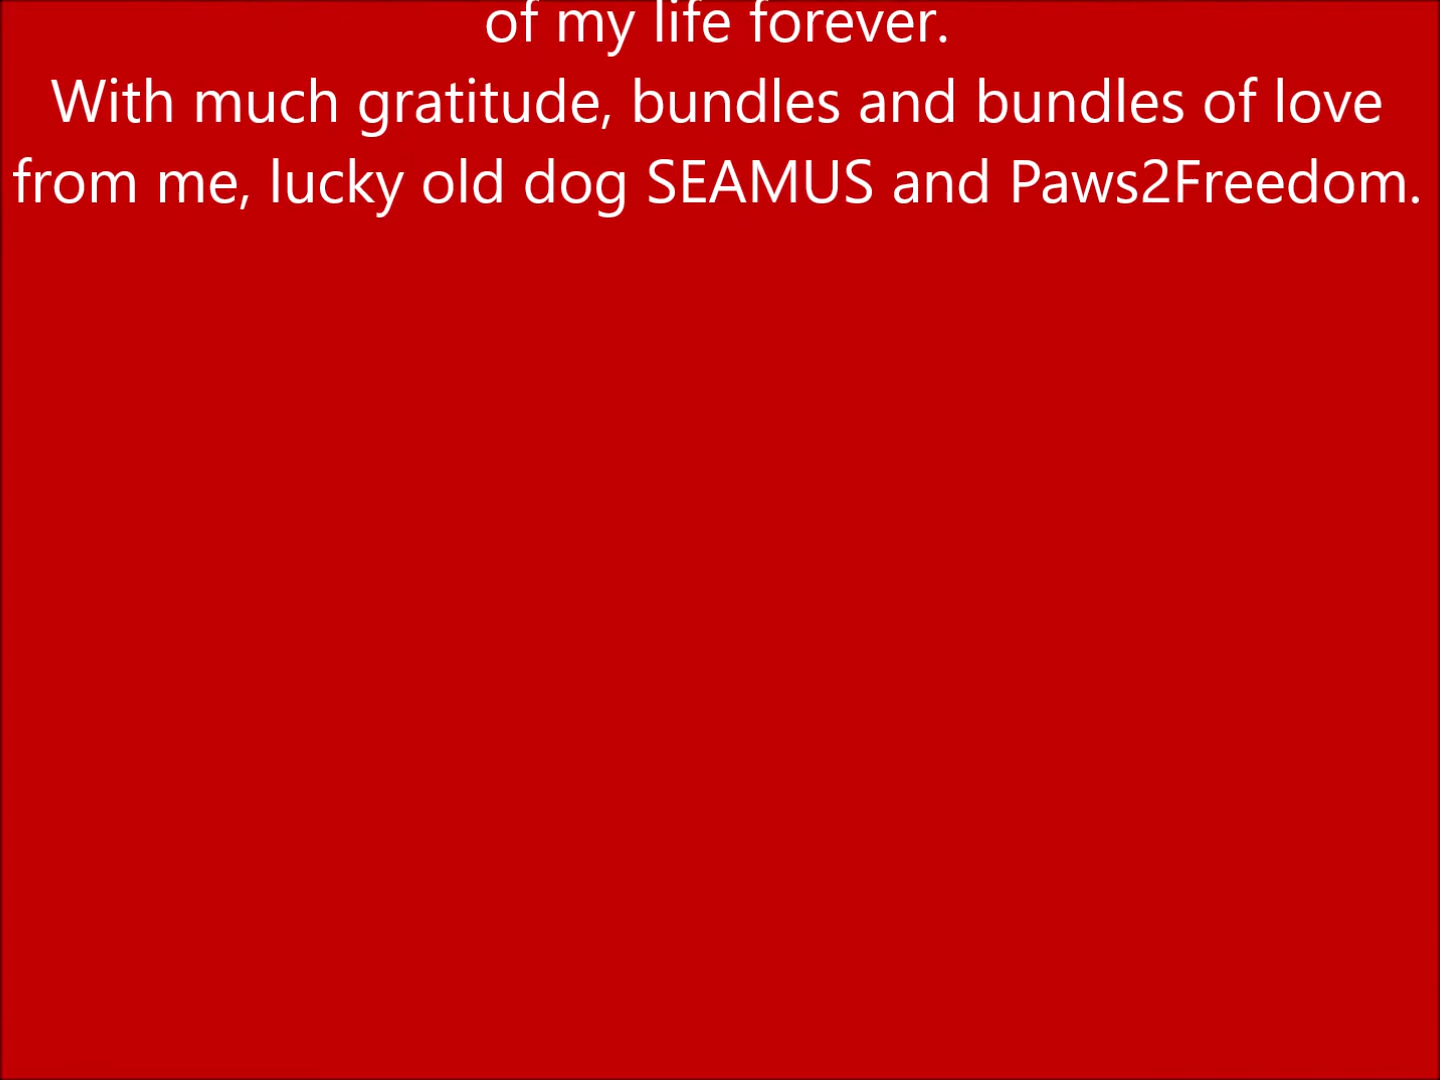 of my life forever.
With much gratitude, bundles and bundles of love
from me, lucky old dog SEAMUS and Paws2Freedom.